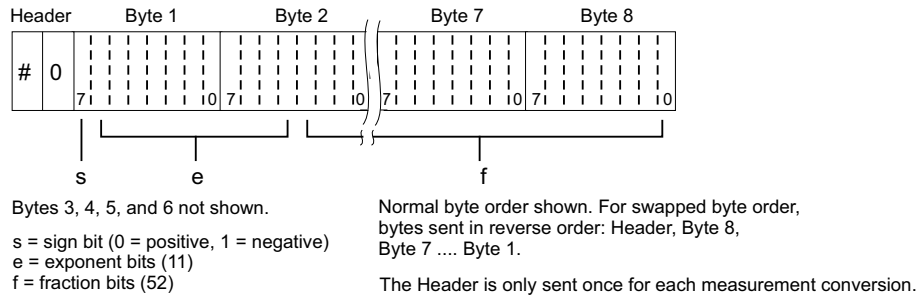 Header Byte 1 Byte 2 Byte 7 Byte 8
# 0
7 0 7 0 7 0 7 0
s e f
Bytes 3, 4, 5, and 6 not shown.
s = sign bit (0 = positive, 1 = negative)
e = exponent bits (11)
f = fraction bits (52)
Normal byte order shown. For swapped byte order,
bytes sent in reverse order: Header, Byte 8,
Byte 7 .... Byte 1.
The Header is only sent once for each measurement conversion.